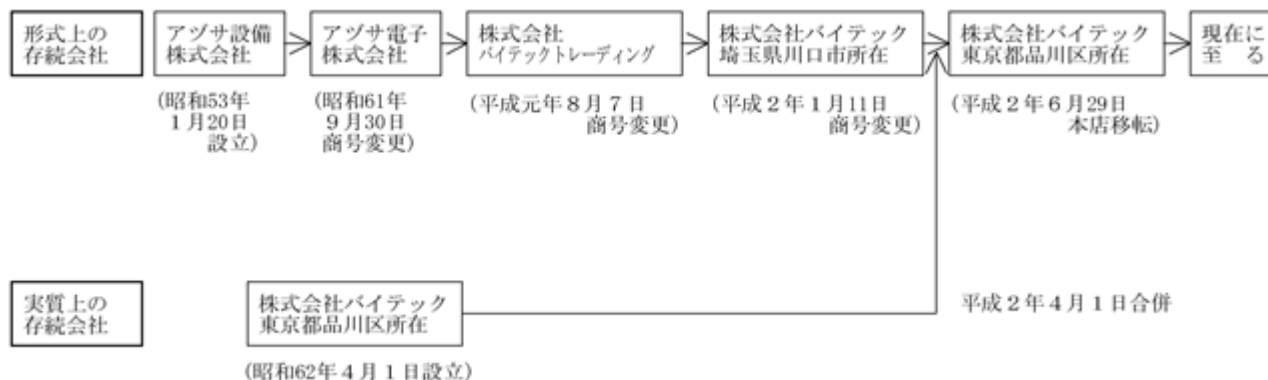 形式上の
存続会社
アヅサ設備
株式会社
(昭和53年
1月20日
設立)
アヅサ電子
株式会社
(昭和61年
9月30日
商号変更)
株式会社
バイテックトレーディング
(平成元年8月7日
商号変更)
株式会社バイテック
埼玉県川口市所在
(平成2年1月11日
商号変更)
株式会社バイテック
東京都品川区所在
(平成2年6月29日
本店移転)
現在に
至る
実質上の
存続会社
株式会社バイテック
東京都品川区所在
(昭和62年4月1日設立)
平成2年4月1日合併